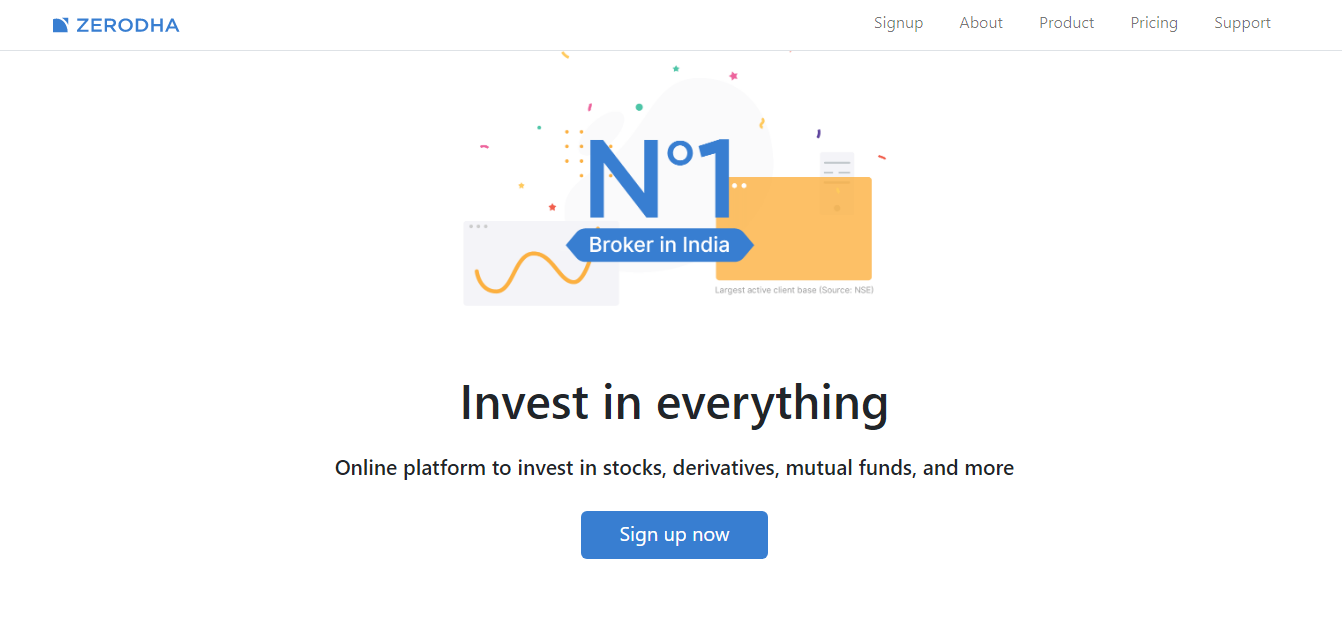 ZERODHA
Signup About Product Pricing Support
N°1
Broker in India
Largest active client base (Source: NSE)
Invest in everything
Online platform to invest in stocks, derivatives, mutual funds, and more
Sign up now